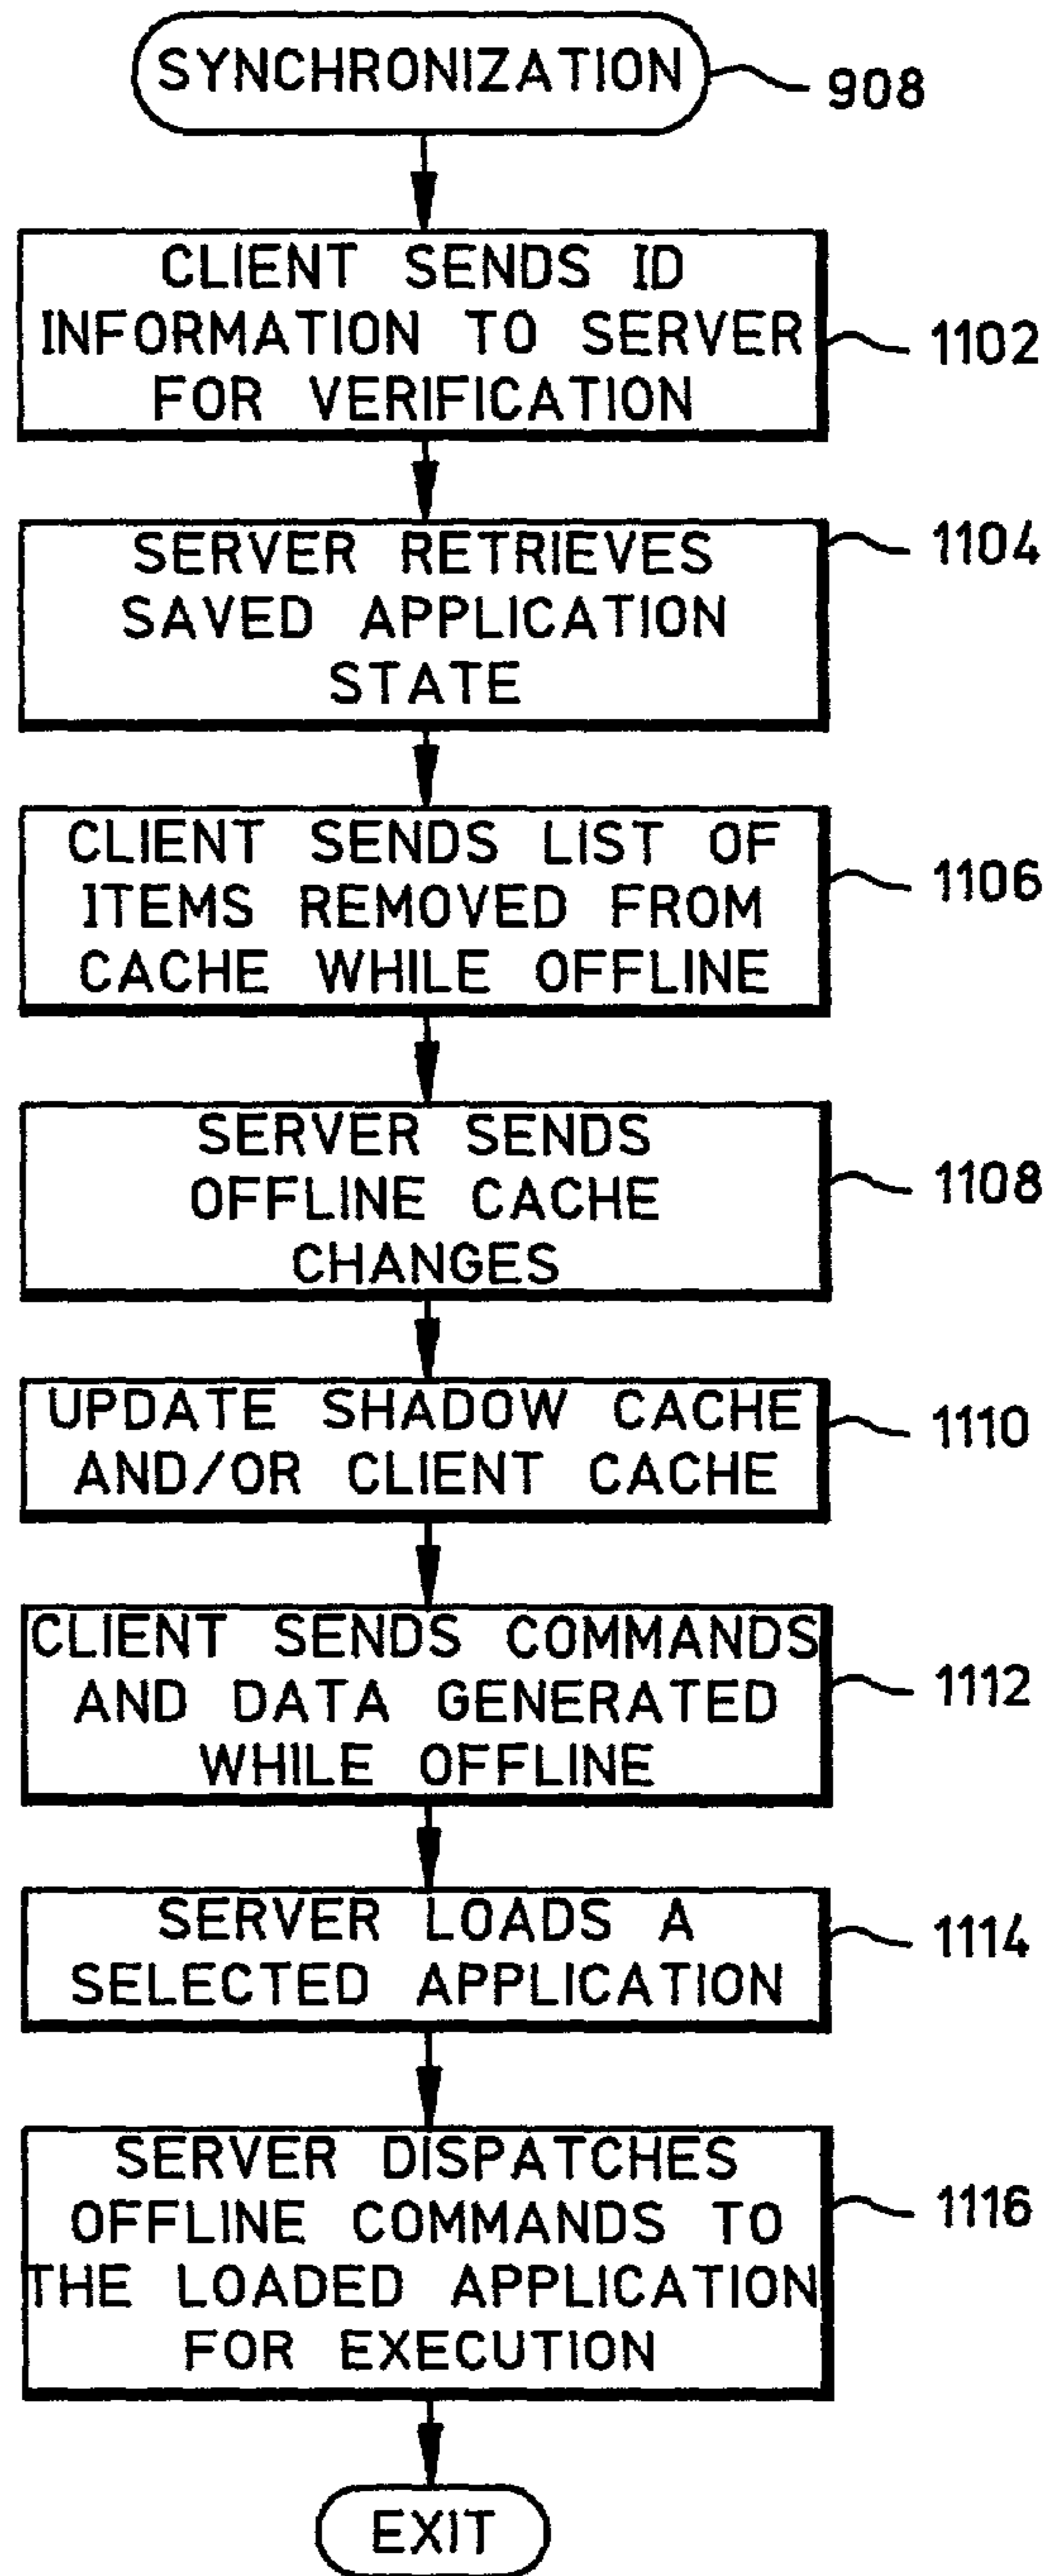 SYNCHRONIZATION
908
CLIENT SENDS ID
INFORMATION TO SERVER
FOR VERIFICATION
1102
SERVER RETRIEVES
SAVED APPLICATION
STATE
1104
CLIENT SENDS LIST OF
ITEMS REMOVED FROM
CACHE WHILE OFFLINE
1106
SERVER SENDS
OFFLINE CACHE
CHANGES
1108
UPDATE SHADOW CACHE
AND/OR CLIENT CACHE
1110
CLIENT SENDS COMMANDS
AND DATA GENERATED
WHILE OFFLINE
1112
SERVER LOADS A
SELECTED APPLICATION
1114
SERVER DISPATCHES
OFFLINE COMMANDS TO
THE LOADED APPLICATION
FOR EXECUTION
1116
EXIT